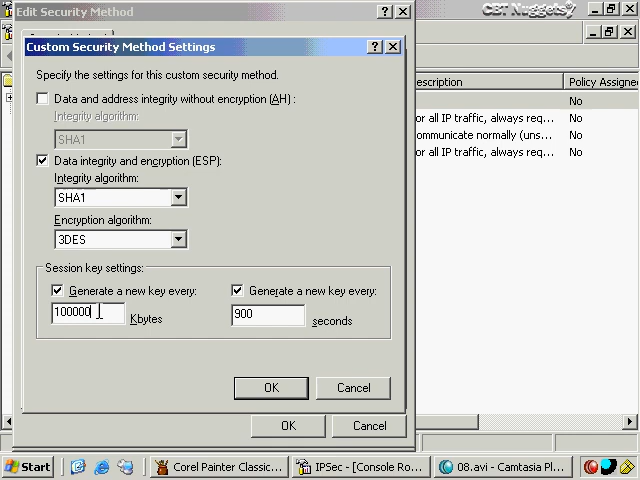 Edit Security Method
CBT Nuggets
Custom Security Method Settings
Specify the settings for this custom security method.
Data and address integrity without encryption (AH) :
Integrity algorithm:
SHA1
Data integrity and encryption (ESP):
Integrity algorithm:
SHA1
Encryption algorithm:
3DES
Session key settings:
Generate a new key every:
Generate a new key every:
100000
Kbytes
900
seconds
OK
Cancel
OK
Cancel
escription
Policy Assigne
No
or all IP traffic, always req...
No
ommunicate normally (uns...
No
or all IP traffic, always req...
No
Start
Corel Painter Classic...
IPSec - [Console Ro...
08.avi - Camtasia Pl...